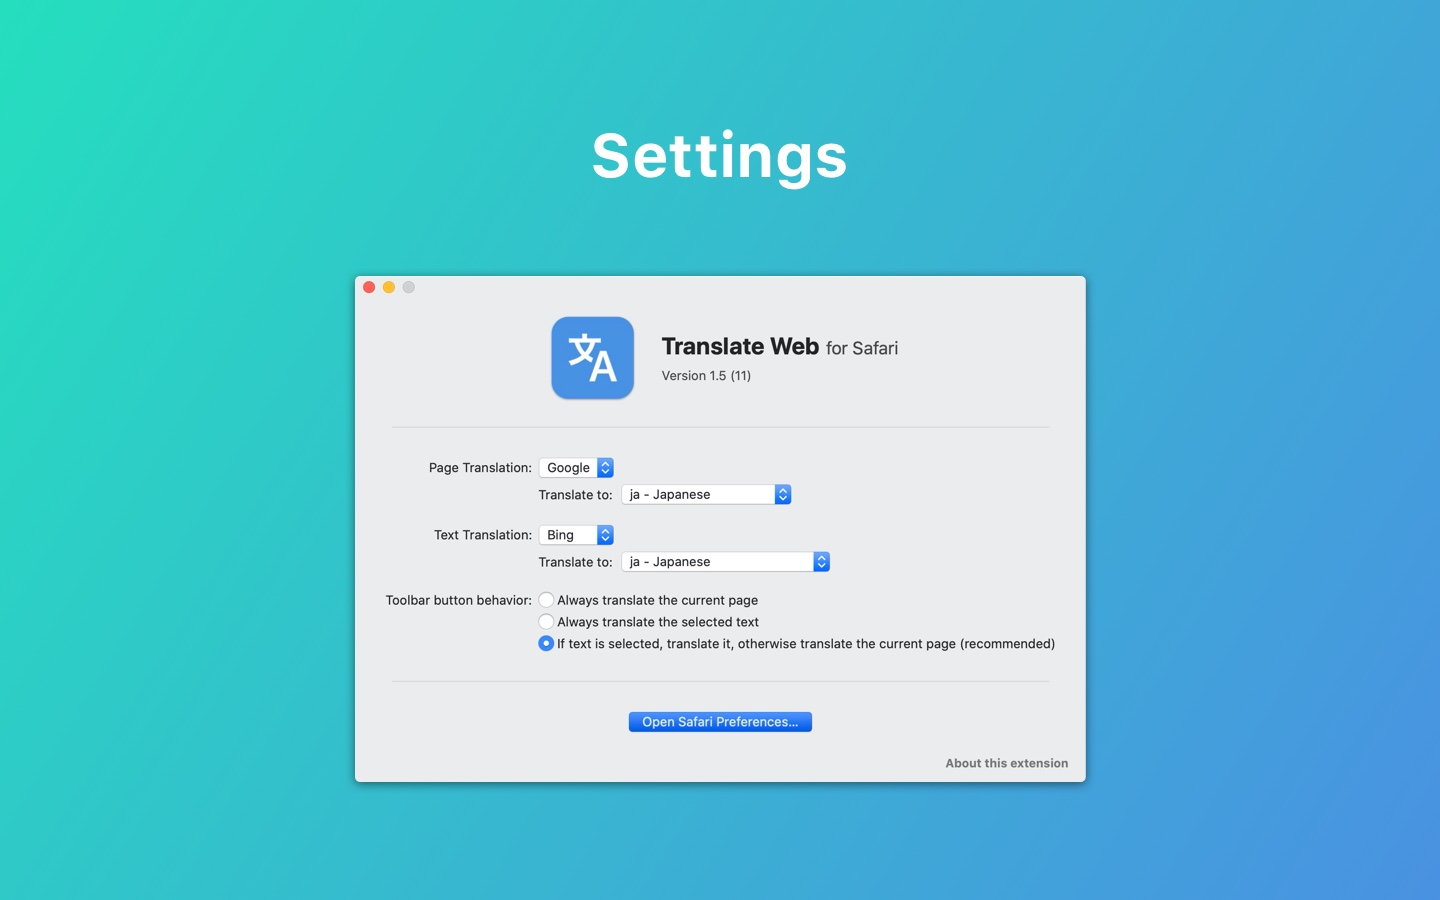 Settings
文A
Translate Web for Safari
Version 1.5 (11)
Page Translation: Google
Translate to: ja - Japanese
Text Translation: Bing
Translate to: ja - Japanese
Toolbar button behavior: Always translate the current page
Always translate the selected text
If text is selected, translate it, otherwise translate the current page (recommended)
Open Safari Preferences...
About this extension